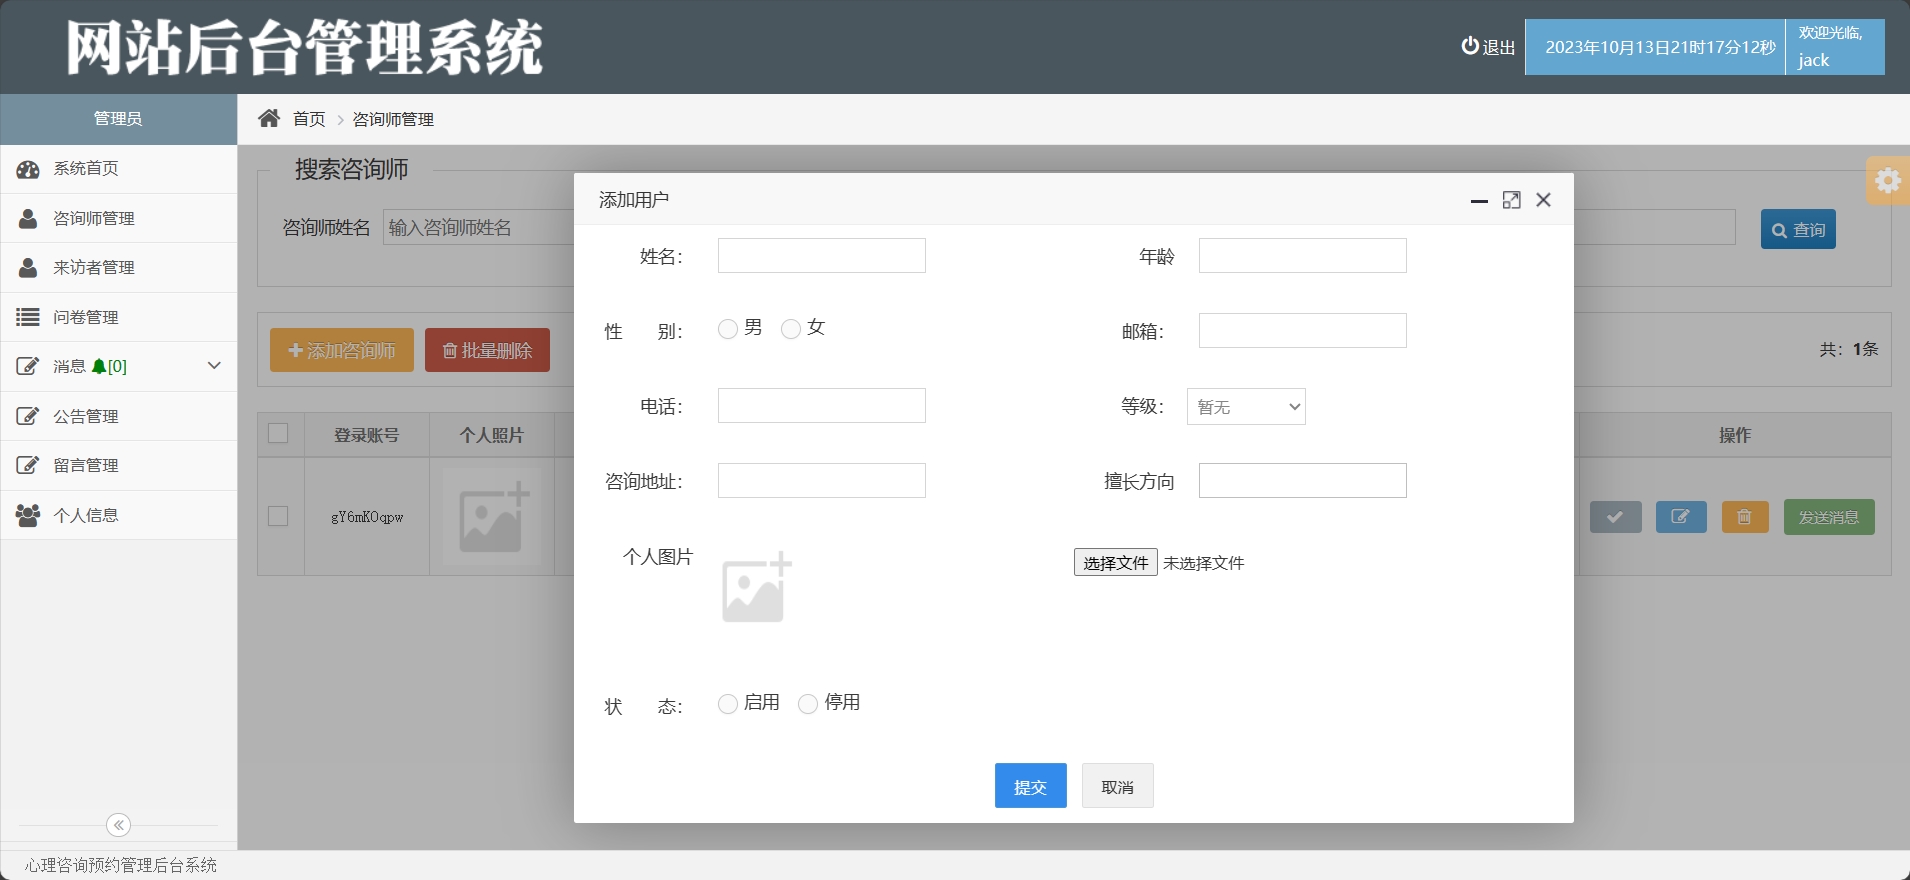 网站后台管理系统
退出
2023年10月13日21时17分12秒
欢迎光临,
jack
管理员
首页
咨询师管理
系统首页
咨询师管理
来访者管理
问卷管理
消息 [0]
公告管理
留言管理
个人信息
搜索咨询师
咨询师姓名
输入咨询师姓名
查询
添加咨询师
批量删除
共：1条
登录账号
个人照片
操作
gY6mKOqpw
发送消息
添加用户
姓名：
年龄
性 别：
男
女
邮箱：
电话：
等级：
暂无
咨询地址：
擅长方向
个人图片
选择文件 未选择文件
状 态：
启用
停用
提交
取消
心理咨询预约管理后台系统